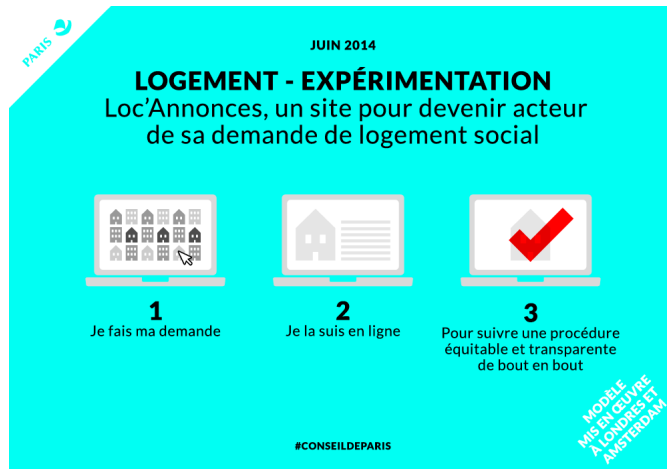 PARIS
JUIN 2014
LOGEMENT - EXPÉRIMENTATION
Loc'Annonces, un site pour devenir acteur
de sa demande de logement social
1
Je fais ma demande
2
Je la suis en ligne
3
Pour suivre une procédure
équitable et transparente
de bout en bout
MODÈLE
MIS EN ŒUVRE
À LONDRES ET
AMSTERDAM
#CONSEILDEPARIS